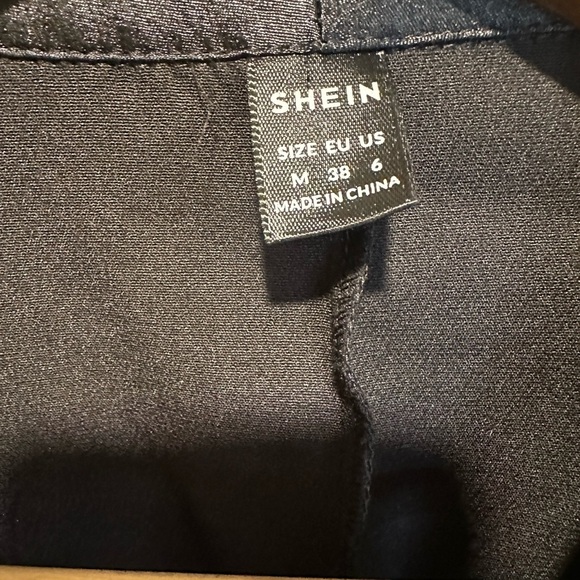 SHEIN
SIZE EU US
M 38 6
MADE IN CHINA